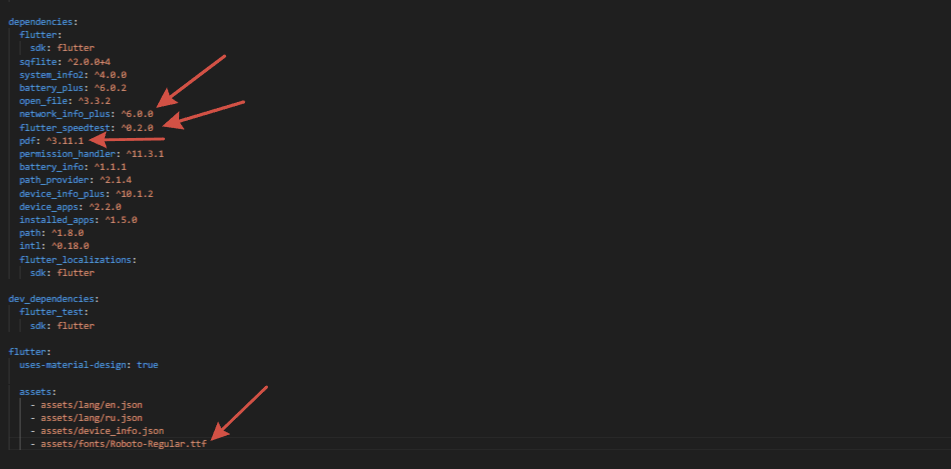 dependencies:
flutter:
sdk: flutter
sqflite: ^2.0.0+4
system_info2: ^4.0.0
battery_plus: ^6.0.2
open_file: ^3.3.2
network_info_plus: ^6.0.0
flutter_speedtest: ^0.2.0
pdf: ^3.11.1
permission_handler: ^11.3.1
battery_info: ^1.1.1
path_provider: ^2.1.4
device_info_plus: ^10.1.2
device_apps: ^2.2.0
installed_apps: ^1.5.0
path: ^1.8.0
intl: ^0.18.0
flutter_localizations:
sdk: flutter
dev_dependencies:
flutter_test:
sdk: flutter
flutter:
uses-material-design: true
assets:
- assets/lang/en.json
- assets/lang/ru.json
- assets/device_info.json
- assets/fonts/Roboto-Regular.ttf